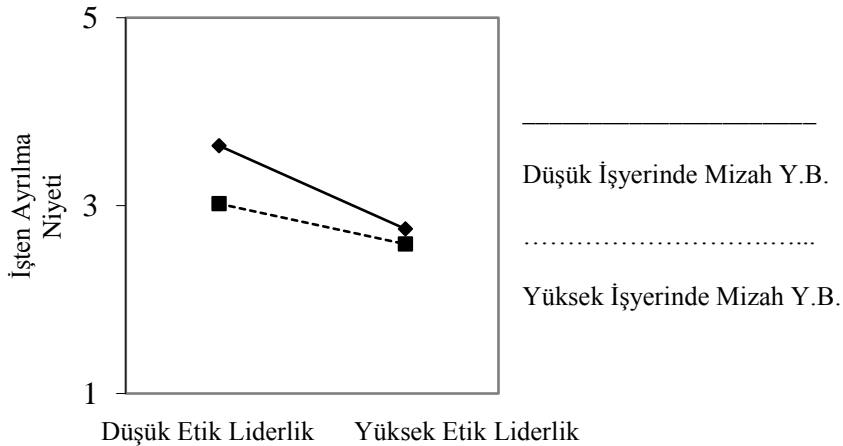 5
3
1
İşten Ayrılma
Niyeti
Düşük Etik Liderlik
Yüksek Etik Liderlik
Düşük İşyerinde Mizah Y.B.
Yüksek İşyerinde Mizah Y.B.